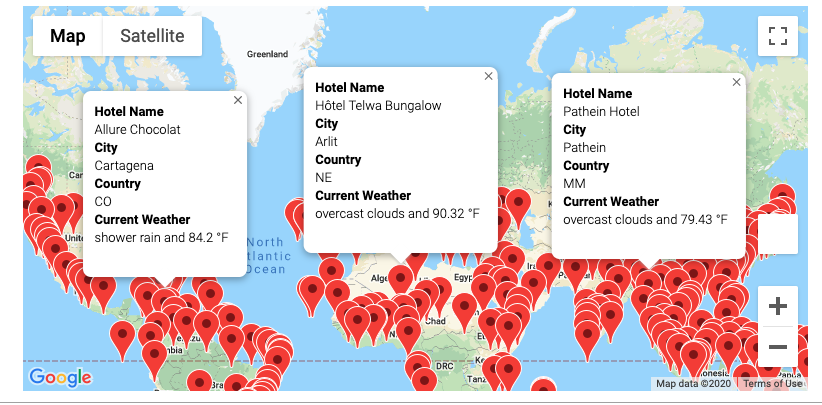 Map
Satellite
Greenland
Hotel Name
Allure Chocolat
City
Cartagena
Country
CO
Current Weather
shower rain and 84.2 °F
Hotel Name
Hôtel Telwa Bungalow
City
Arlit
Country
NE
Current Weather
overcast clouds and 90.32 °F
Hotel Name
Pathein Hotel
City
Pathein
Country
MM
Current Weather
overcast clouds and 79.43 °F
North
Atlantic
Ocean
Chad
DRC
Google
Map data ©2020
Terms of Use